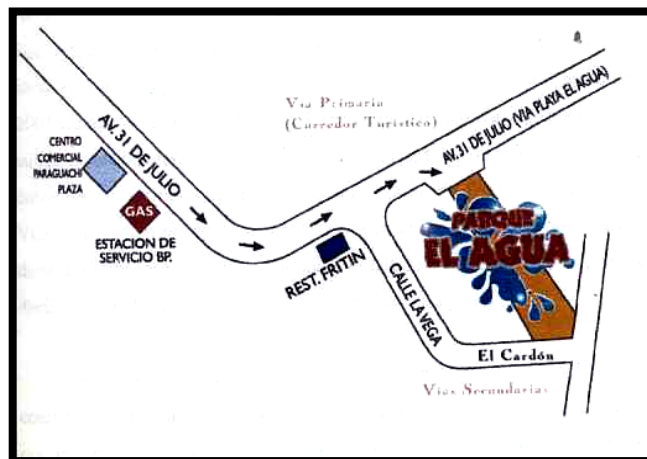 Via Primaria
(Corredor Turístico)
AV. 31 DE JULIO (VIA PLAYA EL AGUA)
AV. 31 DE JULIO
CENTRO
COMERCIAL
PARAGUACHI
PLAZA
GAS
ESTACION DE
SERVICIO BP.
REST. FRITIN
PARQUE
EL AGUA
CALLE LA VEGA
El Cardón
Vias Secundarias